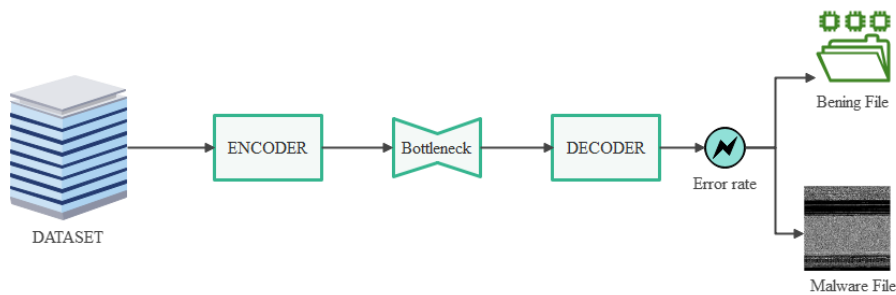 Bening File
ENCODER
Bottleneck
DECODER
Error rate
DATASET
Malware File